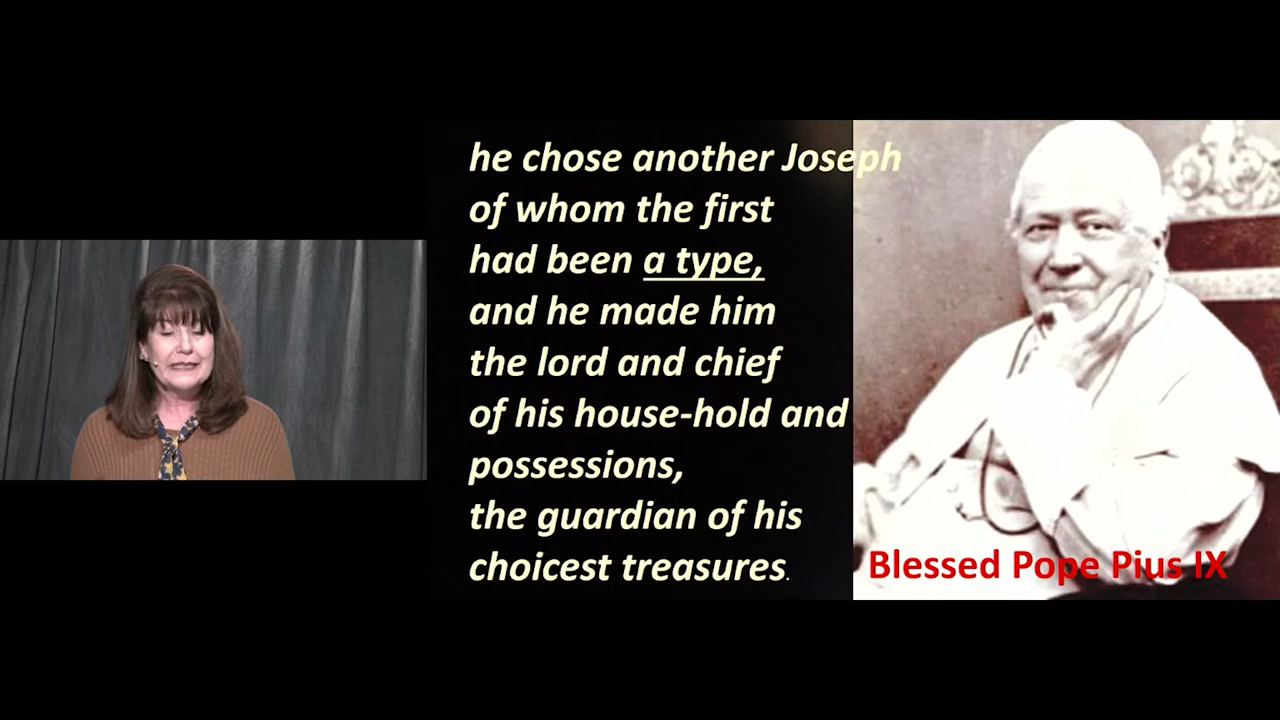 he chose another Joseph
of whom the first
had been a type,
and he made him
the lord and chief
of his house-hold and
possessions,
the guardian of his
choicest treasures.
Blessed Pope Pius IX